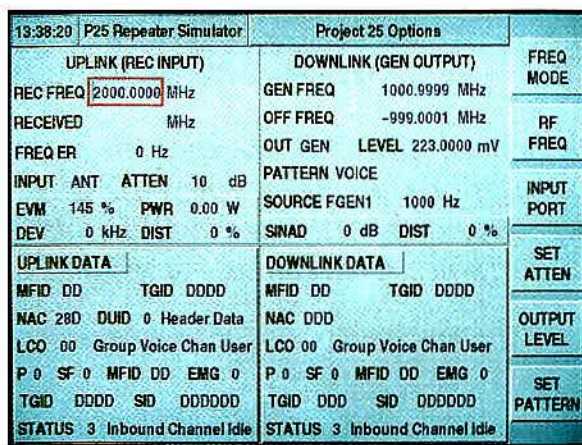 13:38:20 P25 Repeater Simulator Project 25 Options
UPLINK (REC INPUT)
REC FREQ 2000.0000 MHz
RECEIVED MHz
FREQ ER 0 Hz
INPUT ANT ATTEN 10 dB
EVM 145 % PWR 0.00 W
DEV 0 kHz DIST 0 %
DOWNLINK (GEN OUTPUT)
GEN FREQ 1000.9999 MHz
OFF FREQ -999.0001 MHz
OUT GEN LEVEL 223.0000 mV
PATTERN VOICE
SOURCE FGEN1 1000 Hz
SINAD 0 dB DIST 0 %
UPLINK DATA
MFID DD TGID DDDD
NAC 28D DUID 0 Header Data
LCO 00 Group Voice Chan User
P 0 SF 0 MFID DD EMG 0
TGID DDDD SID DDDDDD
STATUS 3 Inbound Channel Idle
DOWNLINK DATA
MFID DD TGID DDDD
NAC DDD
LCO 00 Group Voice Chan User
P 0 SF 0 MFID DD EMG 0
TGID DDD SID DDDDDD
STATUS 3 Inbound Channel Idle
FREQ
MODE
RF
FREQ
INPUT
PORT
SET
ATTEN
OUTPUT
LEVEL
SET
PATTERN